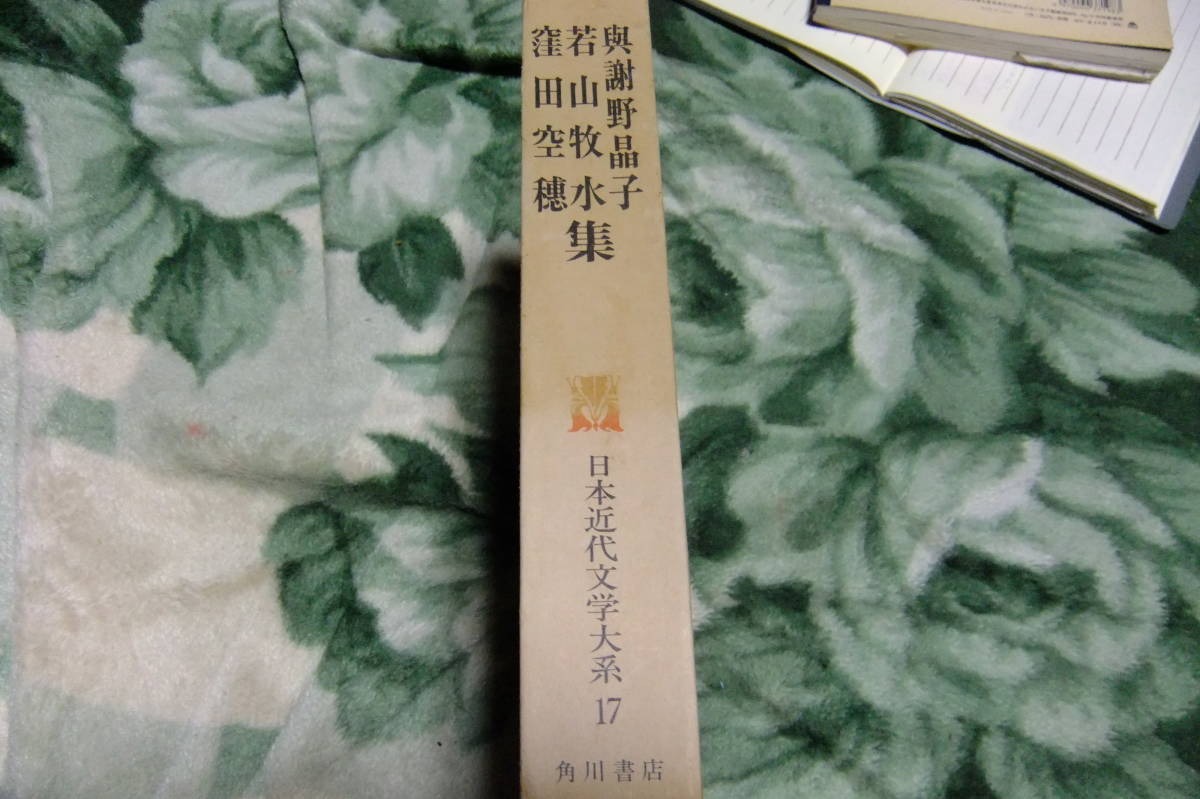 與謝野晶子
若山牧水集
窪田空穂
日本近代文学大系 17
角川書店